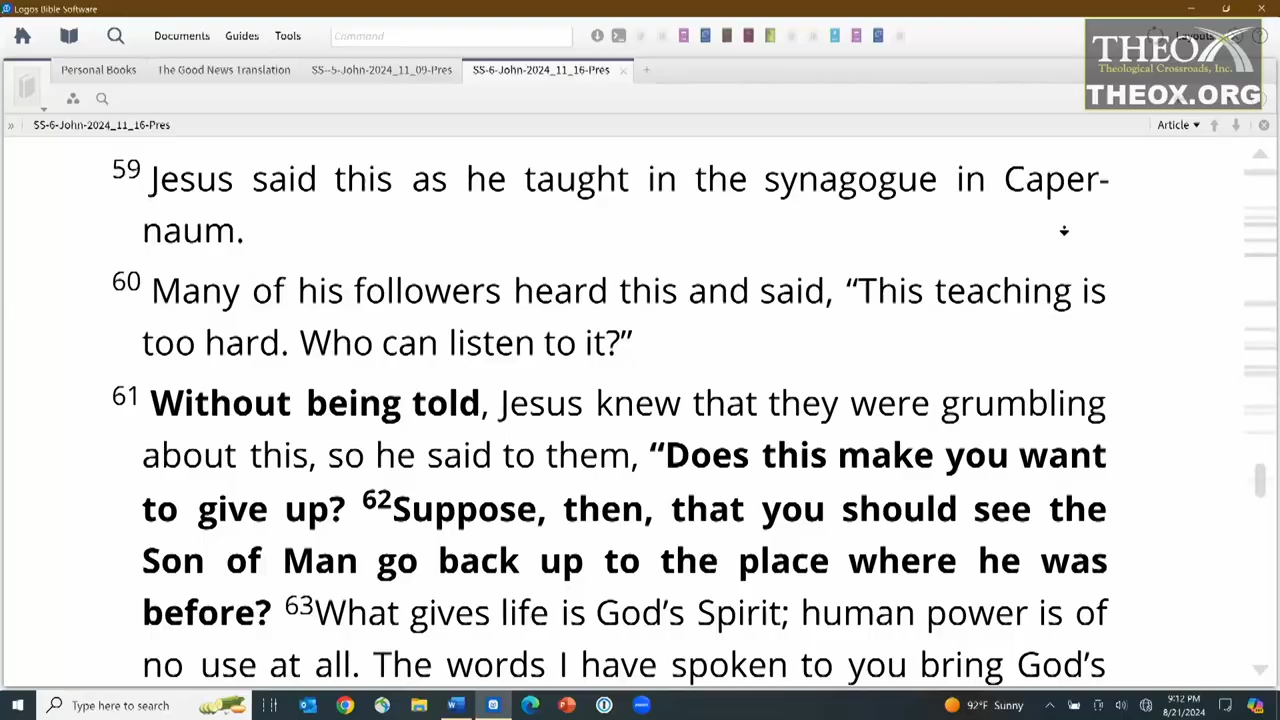 Logos Bible Software
Documents Guides Tools Command Layouts
THEOX
Theological Crossroads, Inc.
THEOX.ORG
Personal Books The Good News Translation SS-6-John-2024_11_16-Pres
SS-6-John-2024_11_16-Pres Article
59 Jesus said this as he taught in the synagogue in Caper-
naum.
60 Many of his followers heard this and said, “This teaching is
too hard. Who can listen to it?”
61 Without being told, Jesus knew that they were grumbling
about this, so he said to them, “Does this make you want
to give up? 62Suppose, then, that you should see the
Son of Man go back up to the place where he was
before? 63What gives life is God’s Spirit; human power is of
no use at all. The words I have spoken to you bring God’s
Type here to search
92°F Sunny
9:12 PM
8/21/2024